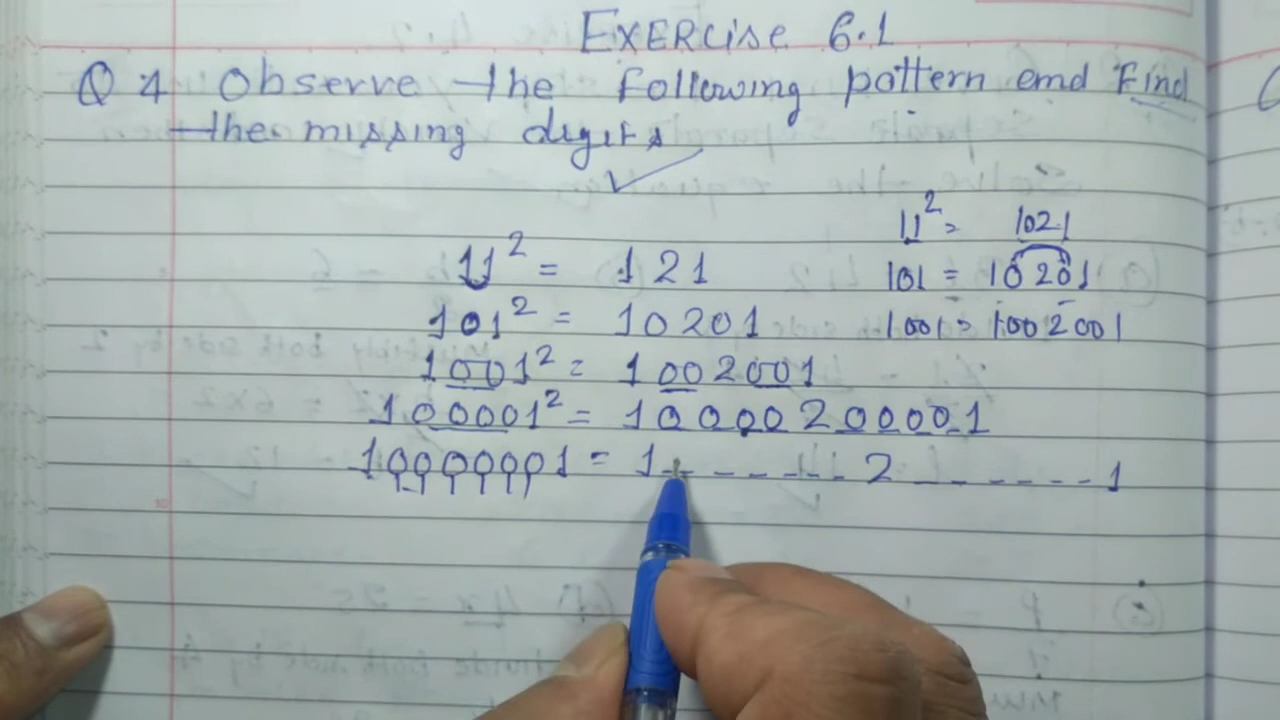 EXERCise 6.1
Q 4 Observe the following pattern and Find
the missing digits
11² = 121
101² = 10201
1001² = 1002001
100001² = 10000200001
10000001 = 1 _ _ _ _ _ _ 2 _ _ _ _ _ _ 1
11² = 1021
101 = 10201
1001 = 1002001